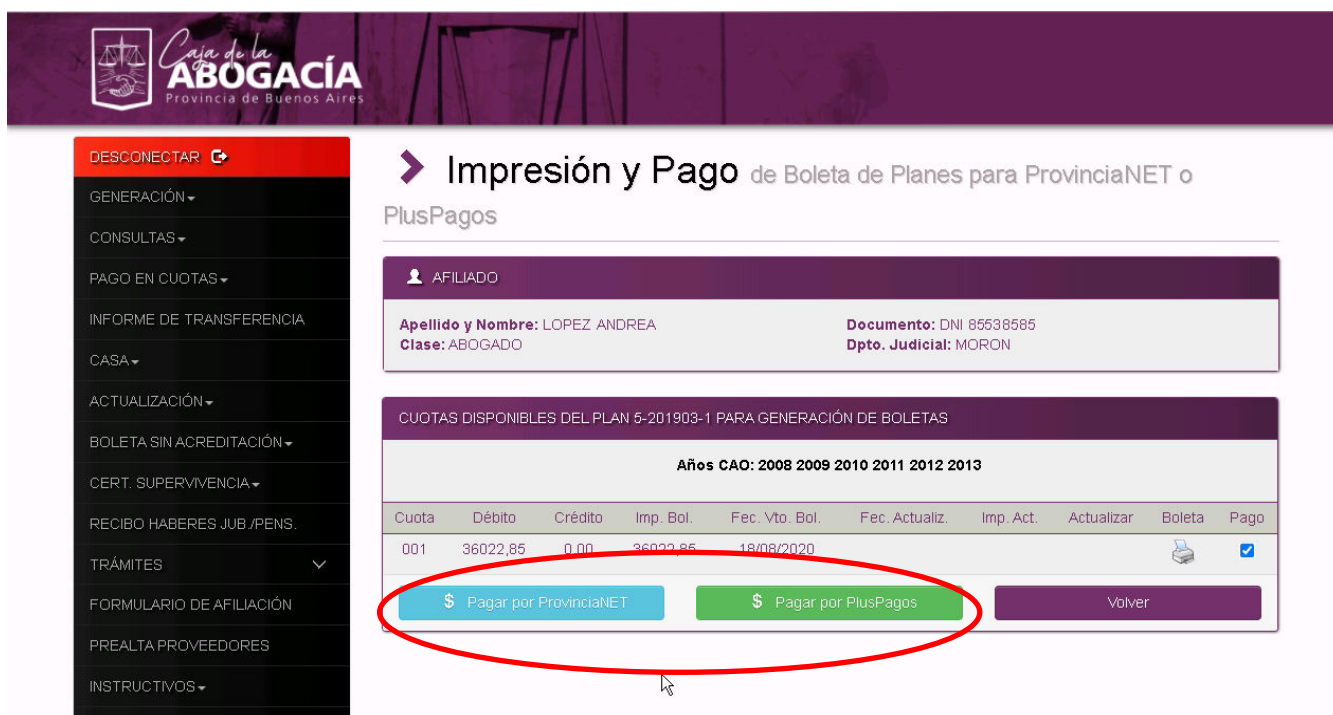 Caja de la
ABOGACÍA
Provincia de Buenos Aires
DESCONECTAR
GENERACIÓN
CONSULTAS
PAGO EN CUOTAS
INFORME DE TRANSFERENCIA
CASA
ACTUALIZACIÓN
BOLETA SIN ACREDITACIÓN
CERT. SUPERVIVENCIA
RECIBO HABERES JUB./PENS.
TRÁMITES
FORMULARIO DE AFILIACIÓN
PREALTA PROVEEDORES
INSTRUCTIVOS
Impresión y Pago de Boleta de Planes para ProvinciaNET o
PlusPagos
AFILIADO
Apellido y Nombre: LOPEZ ANDREA Documento: DNI 85538585
Clase: ABOGADO Dpto. Judicial: MORON
CUOTAS DISPONIBLES DEL PLAN 5-201903-1 PARA GENERACIÓN DE BOLETAS
Años CAO: 2008 2009 2010 2011 2012 2013
Cuota Débito Crédito Imp. Bol. Fec. Vto. Bol. Fec. Actualiz. Imp. Act. Actualizar Boleta Pago
001 36022,85 0.00 36022,85 18/08/2020
$ Pagar por ProvinciaNET $ Pagar por PlusPagos Volver